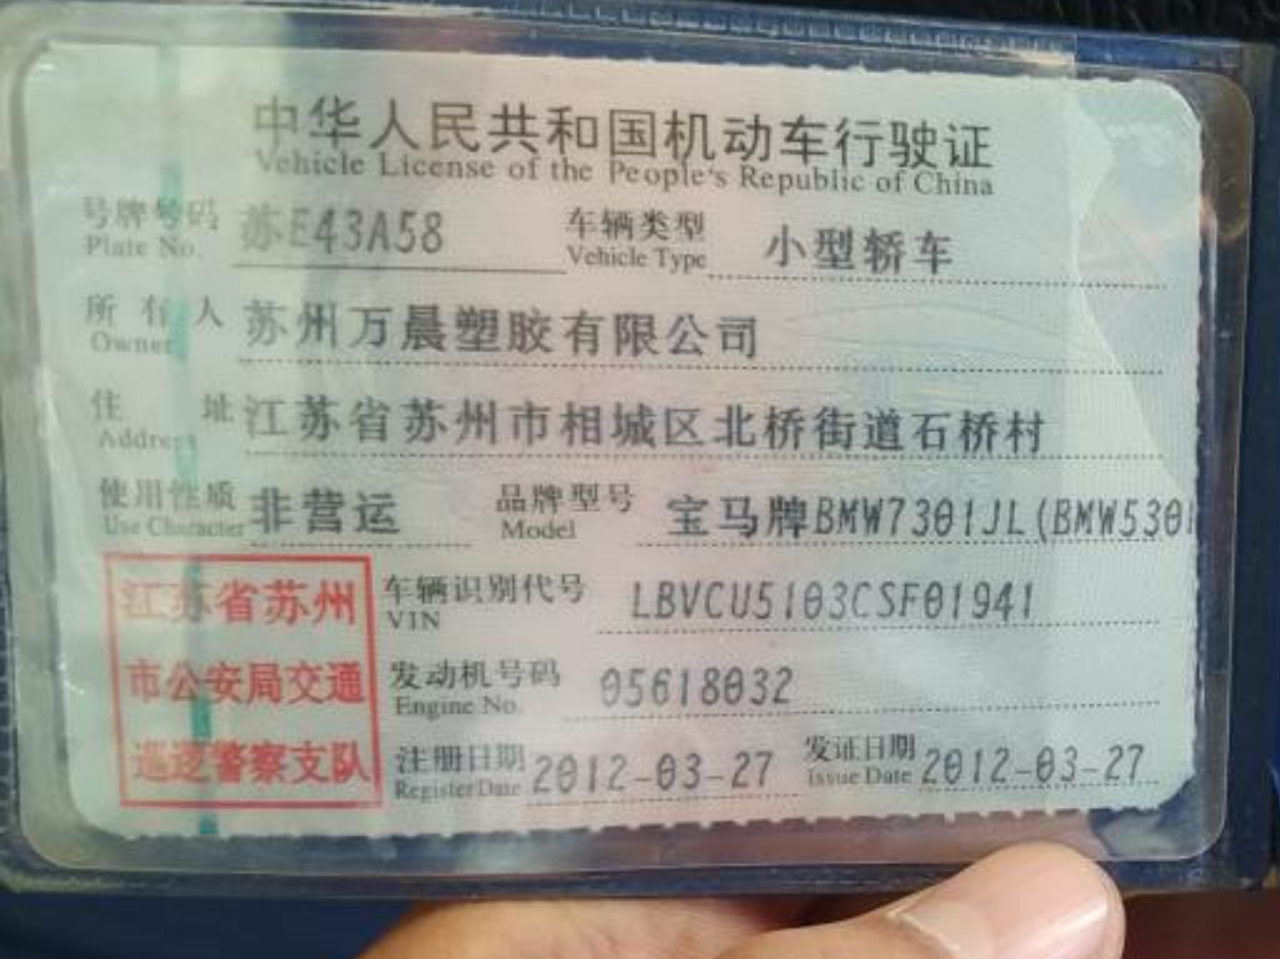 中华人民共和国机动车行驶证
Vehicle License of the People's Republic of China
号牌号码 苏E43A58 车辆类型 小型轿车
Plate No. Vehicle Type
所有人 苏州万晨塑胶有限公司
Owner
住址 江苏省苏州市相城区北桥街道石桥村
Address
使用性质 非营运 品牌型号 宝马牌BMW7301JL(BMW530
Use Character Model
江苏省苏州
市公安局交通
巡逻警察支队
车辆识别代号 LBVCU5103CSF01941
VIN
发动机号码 05618032
Engine No.
注册日期 2012-03-27 发证日期 2012-03-27
Register Date Issue Date